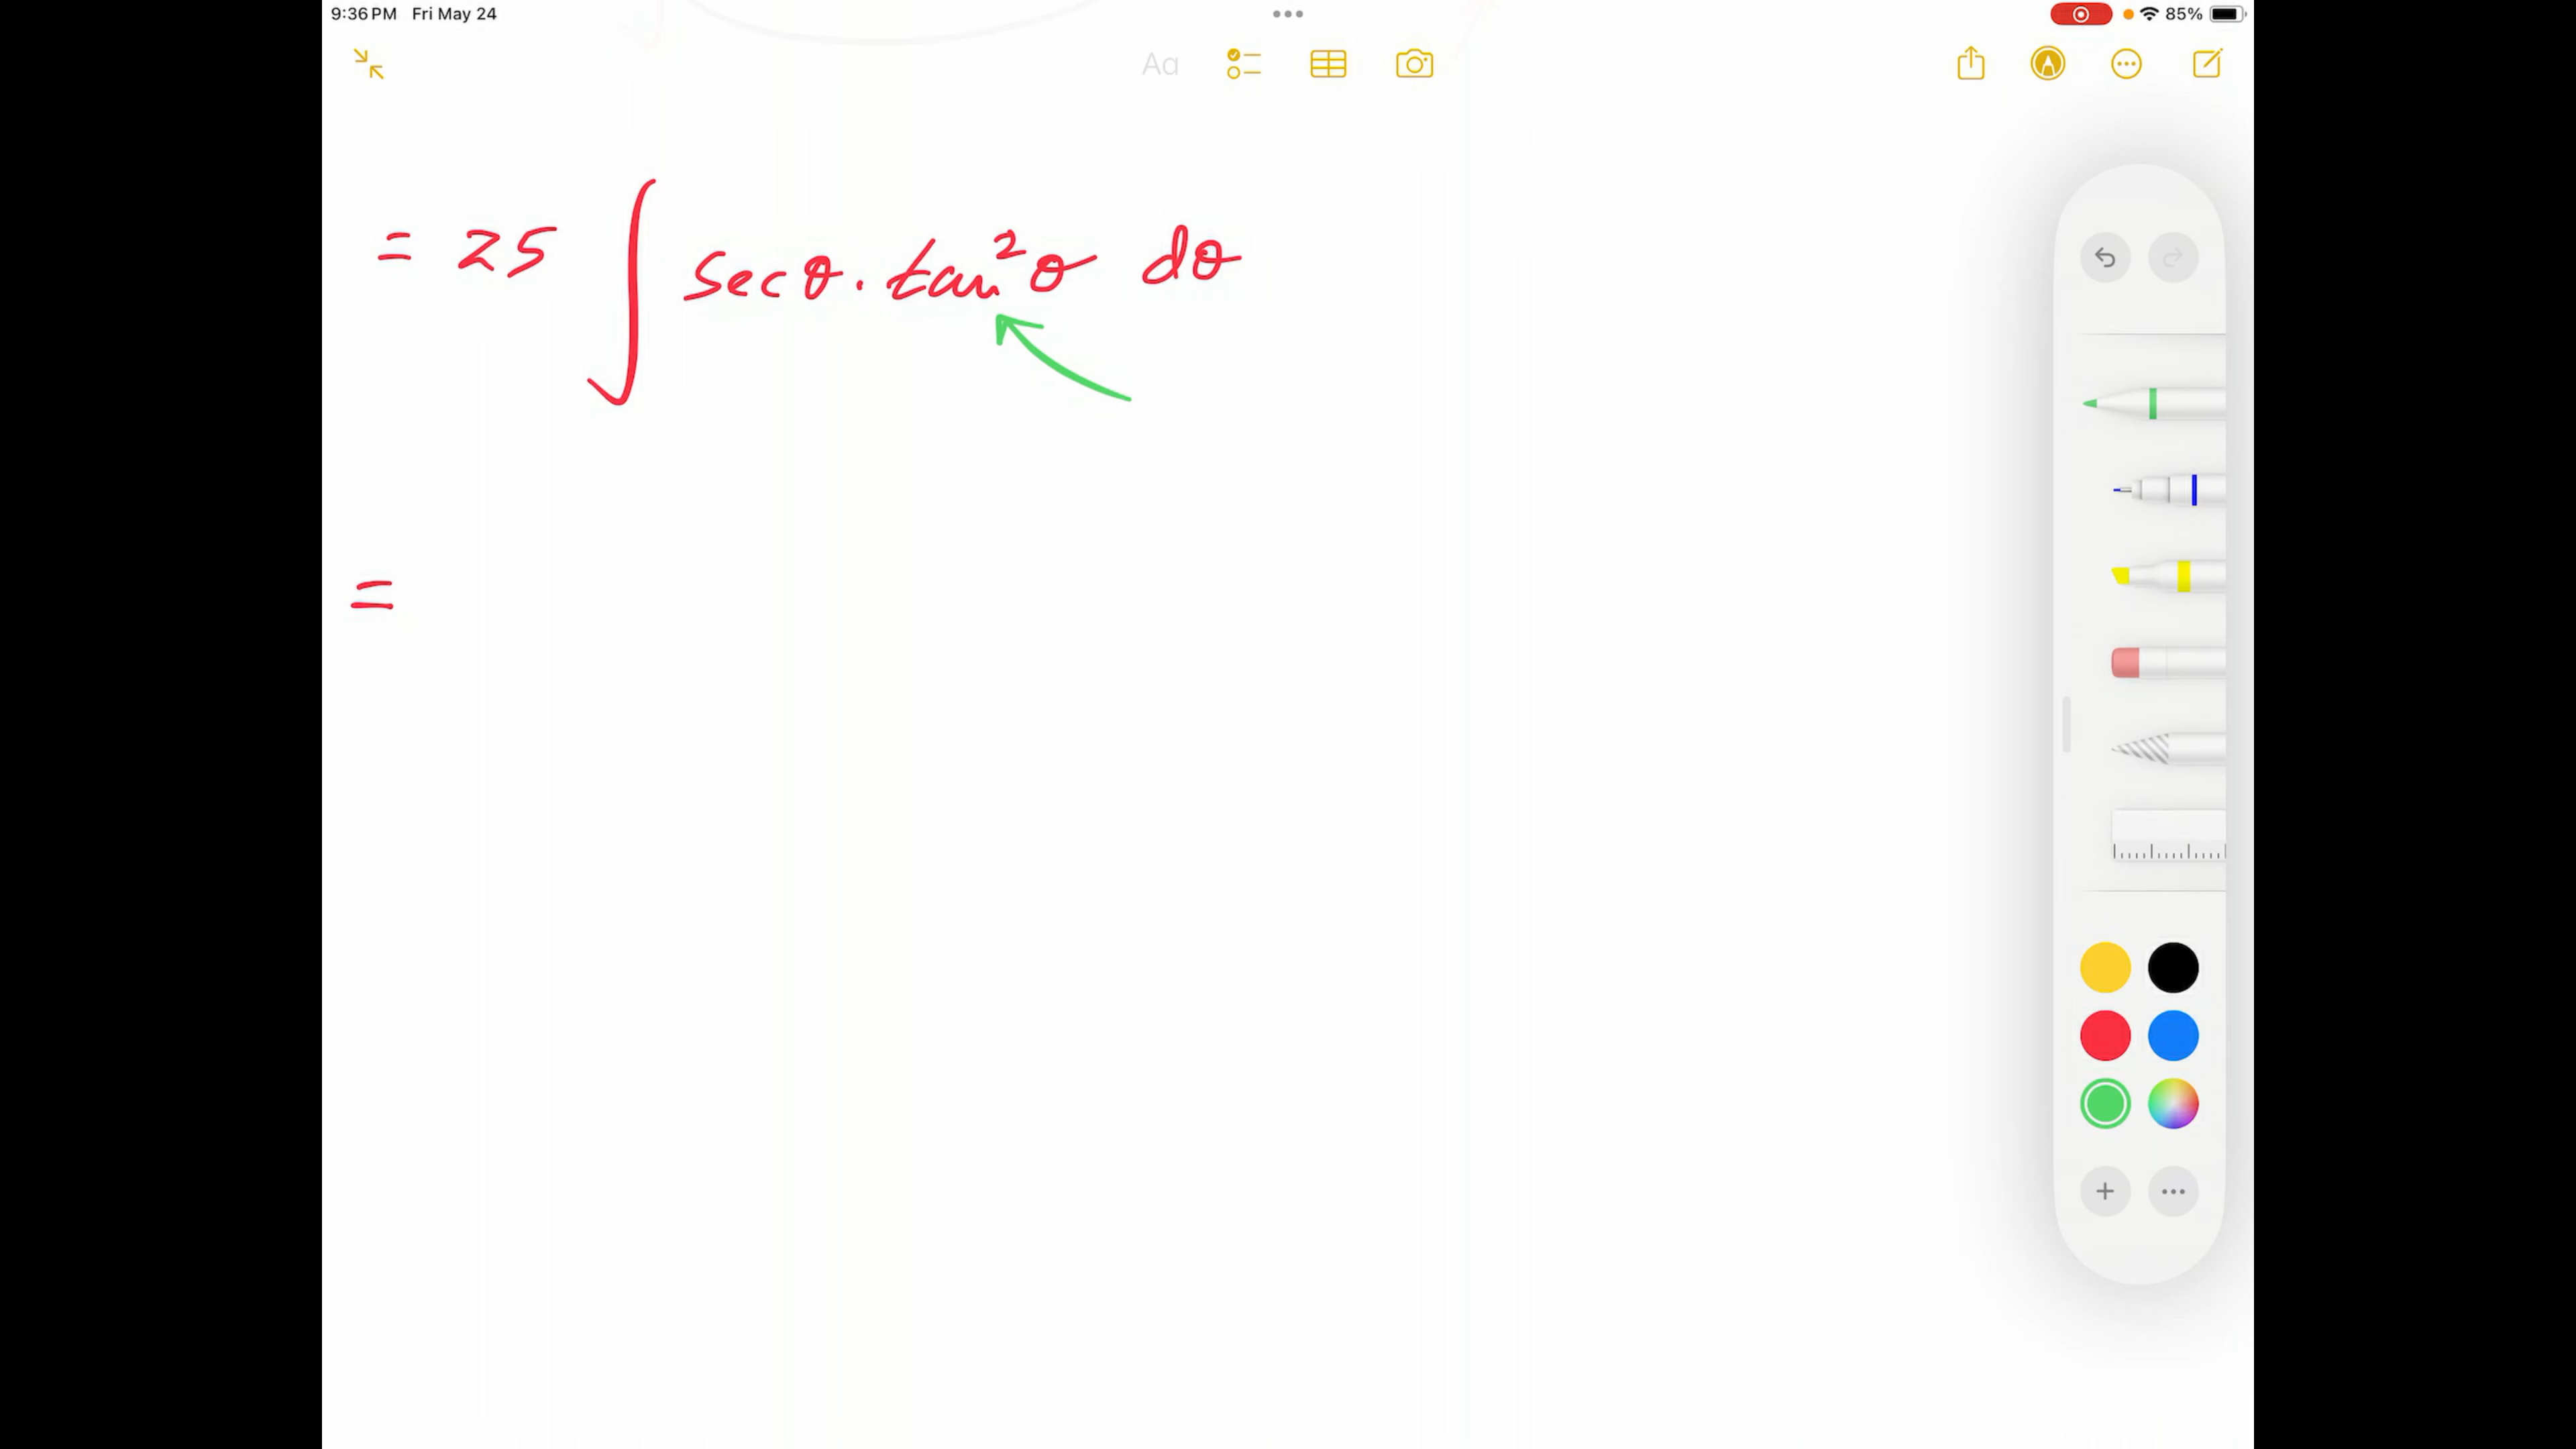 9:36 PM Fri May 24
85%
Aa
= 25 ∫ secθ · tan²θ dθ
=